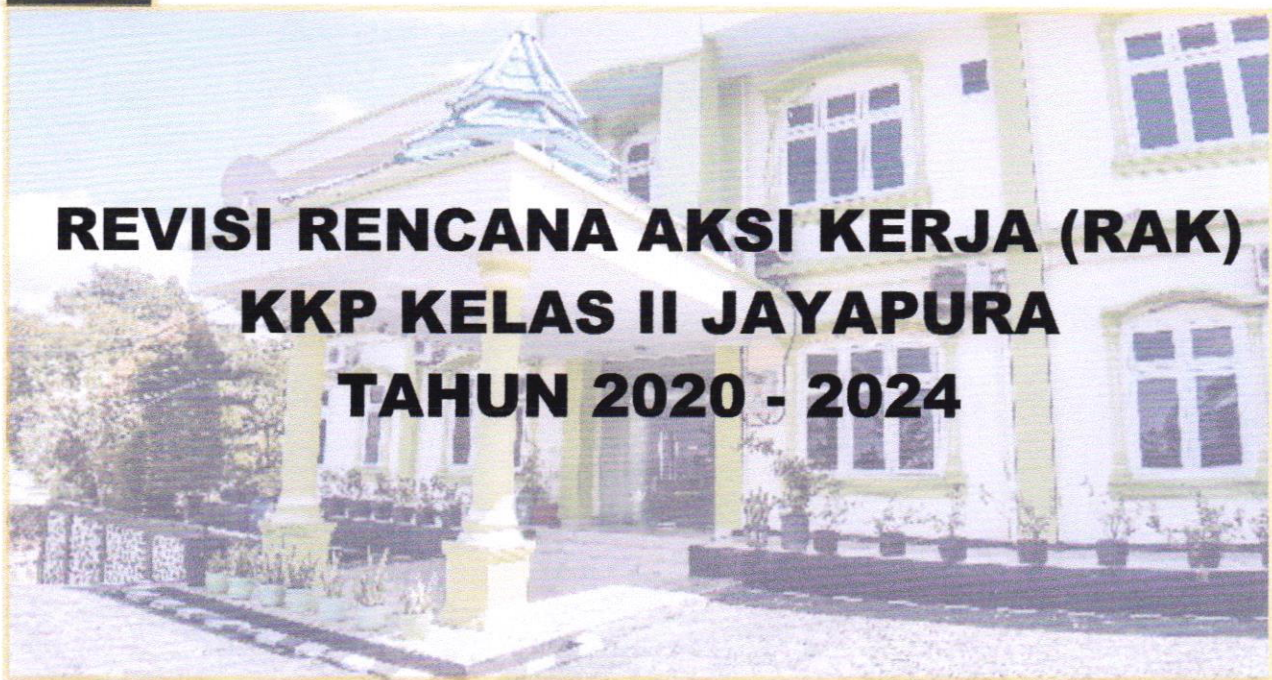 REVISI RENCANA AKSI KERJA (RAK)
KKP KELAS II JAYAPURA
TAHUN 2020 - 2024